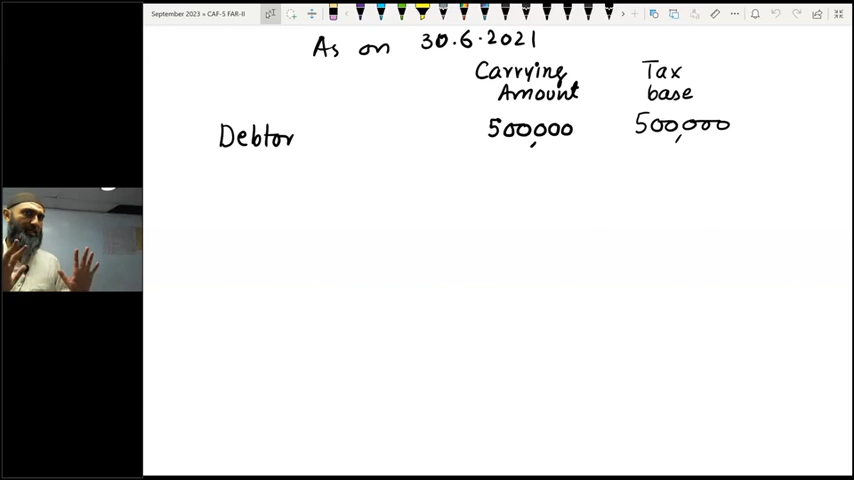 September 2023 » CAF-5 FAR-II
As on 30.6.2021
Carrying Amount Tax base
Debtor 500,000 500,000